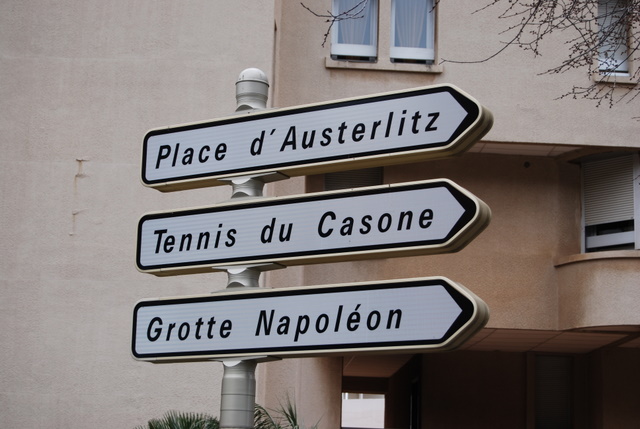 Place d'Austerlitz
Tennis du Casone
Grotte Napoléon